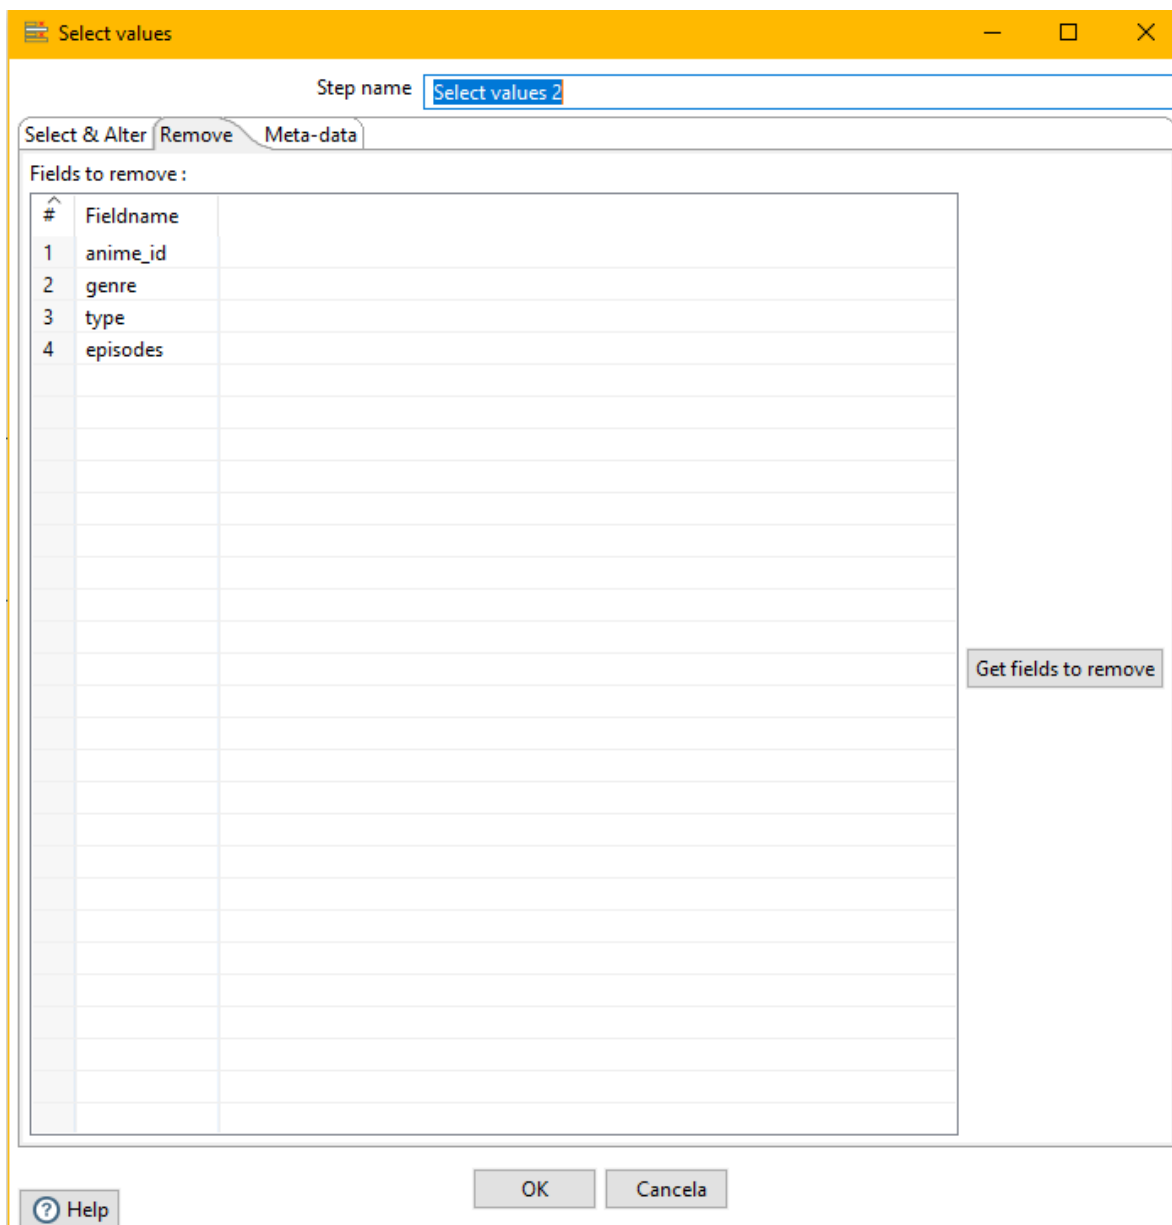 Select values
Step name Select values 2
Select & Alter Remove Meta-data
Fields to remove :
# Fieldname
1 anime_id
2 genre
3 type
4 episodes
Get fields to remove
OK Cancela
Help